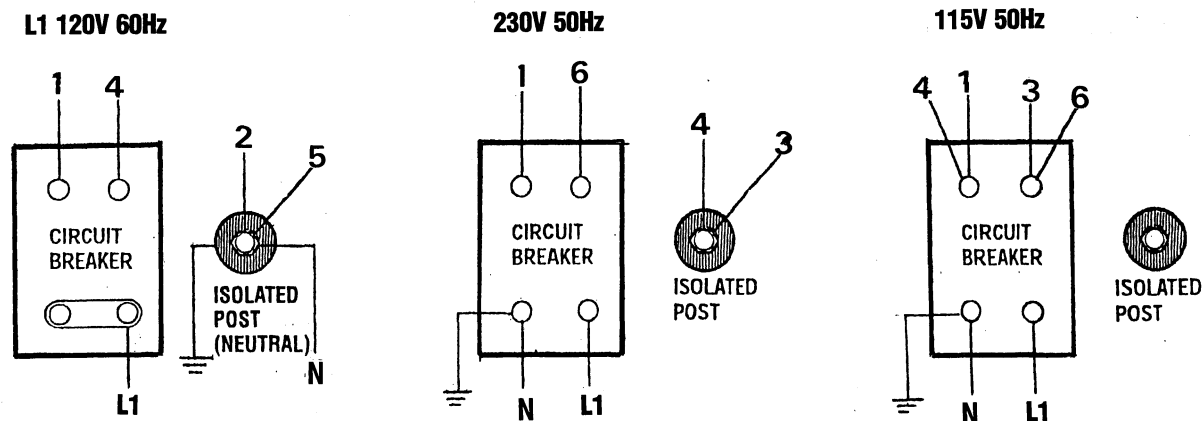 L1 120V 60Hz
1 4
2
5
CIRCUIT
BREAKER
ISOLATED
POST
(NEUTRAL)
N
L1
230V 50Hz
1 6
4
3
CIRCUIT
BREAKER
ISOLATED
POST
N L1
115V 50Hz
4 1 3 6
CIRCUIT
BREAKER
ISOLATED
POST
N L1